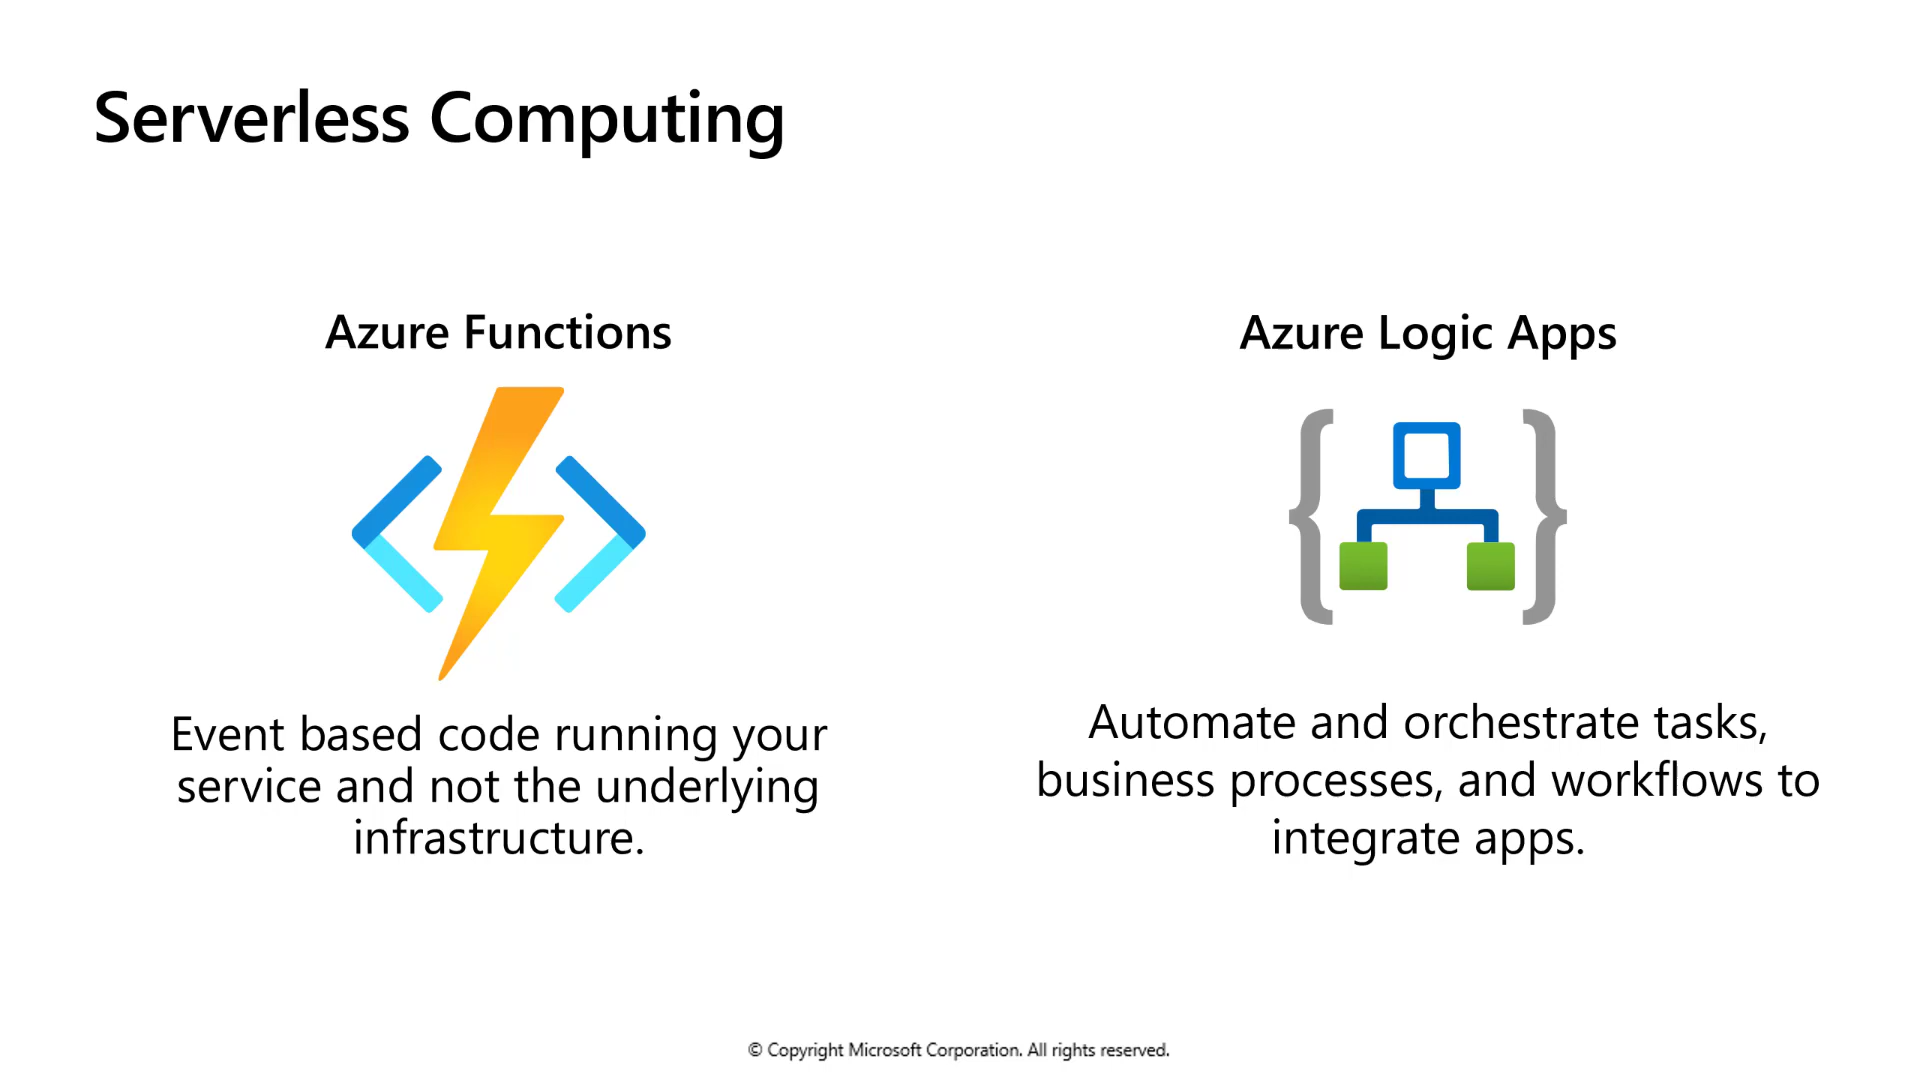 Serverless Computing
Azure Functions
Event based code running your
service and not the underlying
infrastructure.
Azure Logic Apps
Automate and orchestrate tasks,
business processes, and workflows to
integrate apps.
© Copyright Microsoft Corporation. All rights reserved.